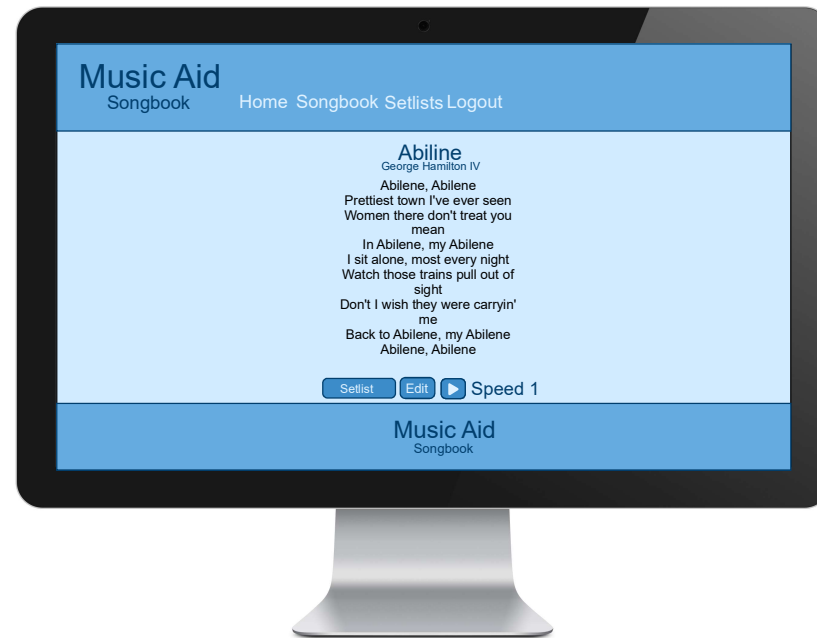 Music Aid
Songbook
Home Songbook Setlists Logout
Abiline
George Hamilton IV
Abilene, Abilene
Prettiest town I've ever seen
Women there don't treat you
mean
In Abilene, my Abilene
I sit alone, most every night
Watch those trains pull out of
sight
Don't I wish they were carryin'
me
Back to Abilene, my Abilene
Abilene, Abilene
Setlist Edit Speed 1
Music Aid
Songbook